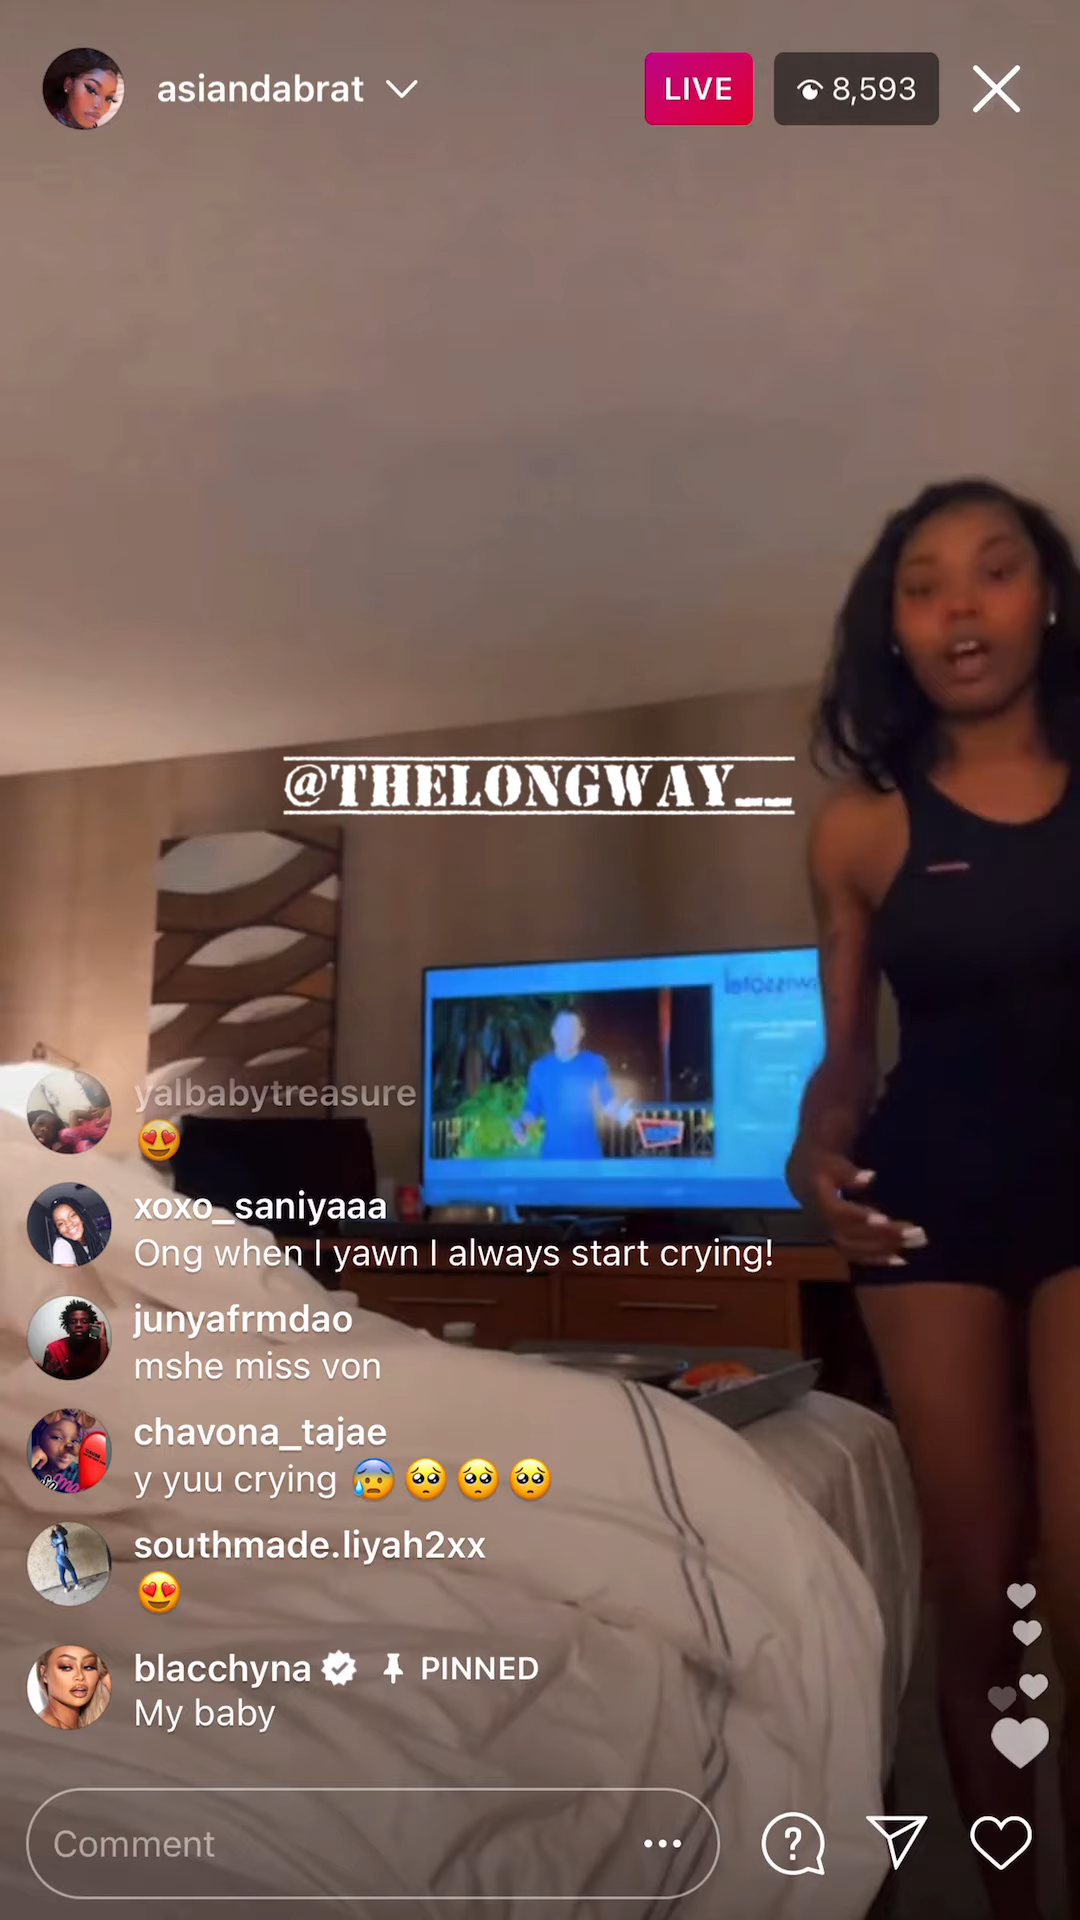 asiandabrat
LIVE
8,593
@THELONGWAY__
swissotel
yalbabytreasure
😍
xoxo_saniyaaa
Ong when I yawn I always start crying!
junyafrmdao
mshe miss von
chavona_tajae
y yuu crying 😰🥺🥺🥺
southmade.liyah2xx
😍
blacchyna PINNED
My baby
Comment